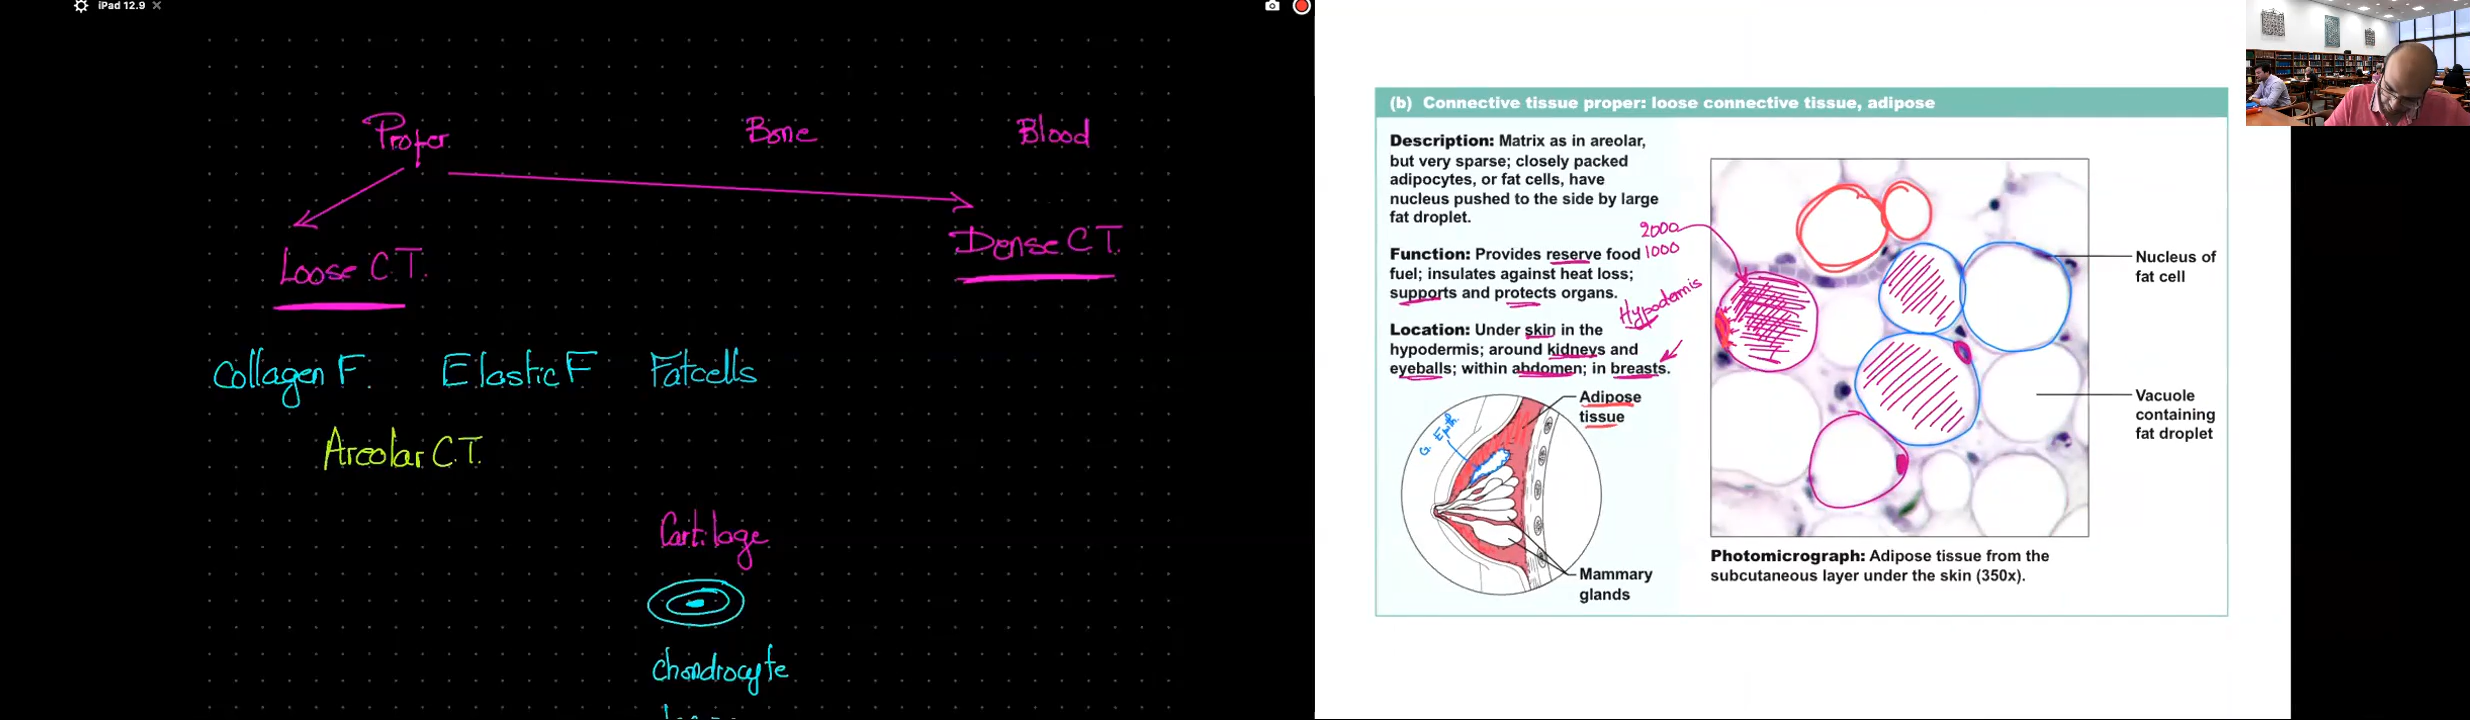 iPad 12.9
Proper
Bone
Blood
Loose C.T.
Dense C.T.
Collagen F.
Elastic F
Fat cells
Areolar C.T.
Cartilage
chondrocyte
(b) Connective tissue proper: loose connective tissue, adipose
Description: Matrix as in areolar,
but very sparse; closely packed
adipocytes, or fat cells, have
nucleus pushed to the side by large
fat droplet.
2000
Function: Provides reserve food
1000
fuel; insulates against heat loss;
supports and protects organs.
Hypodermis
Location: Under skin in the
hypodermis; around kidneys and
eyeballs; within abdomen; in breasts.
Adipose
tissue
G. Epith.
Mammary
glands
Nucleus of
fat cell
Vacuole
containing
fat droplet
Photomicrograph: Adipose tissue from the
subcutaneous layer under the skin (350x).